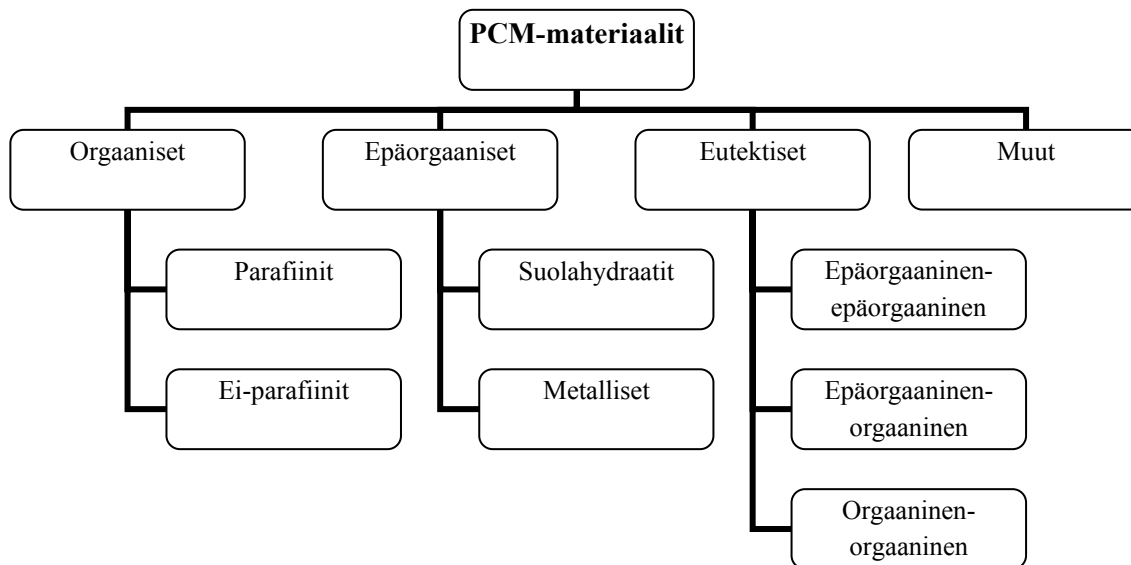 PCM-materiaalit
Orgaaniset
Epäorgaaniset
Eutektiset
Muut
Parafiinit
Suolahydraatit
Epäorgaaninen-
epäorgaaninen
Ei-parafiinit
Metalliset
Epäorgaaninen-
orgaaninen
Orgaaninen-
orgaaninen